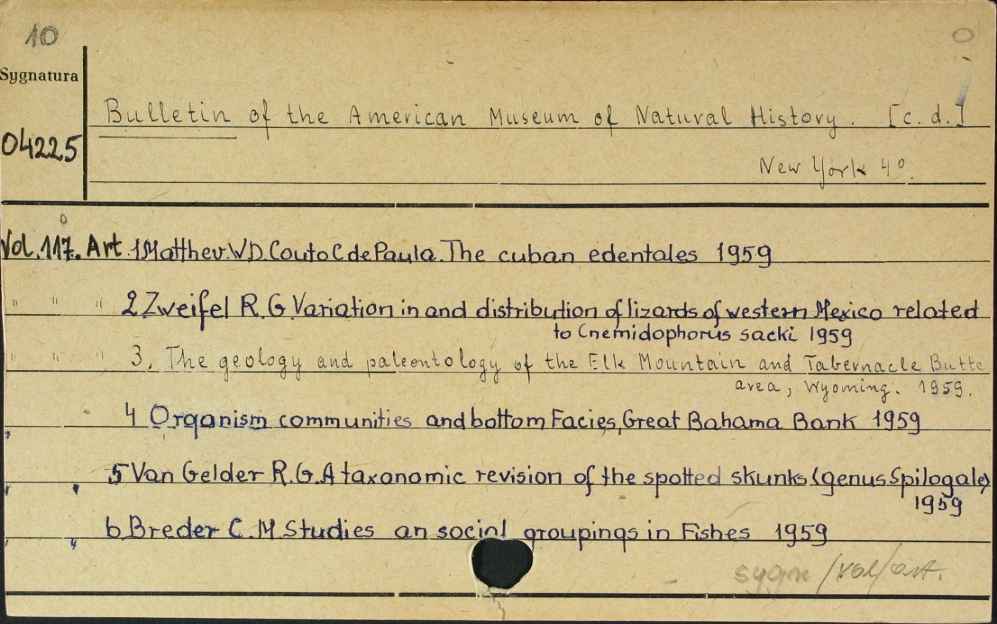 10
Sygnatura
04225
Bulletin of the American Museum of Natural History. [c.d.]
New York 4º.
Vol. 117. Art. 1 Matthev. W.D. Couto C de Paula. The cuban edentales 1959
" " " 2 Zweifel R.G. Variation in and distribution of lizards of western Mexico related
to Cnemidophorus sacki 1959
" " " 3. The geology and paleontology of the Elk Mountain and Tabernacle Butte
area, Wyoming. 1959.
4 Organism communities and bottom Facies, Great Bahama Bank 1959
5 Van Gelder R.G. A taxonomic revision of the spotted skunks (genus Spilogale)
1959
6 Breder C.M. Studies an social groupings in Fishes 1959
sygn /vol/art.